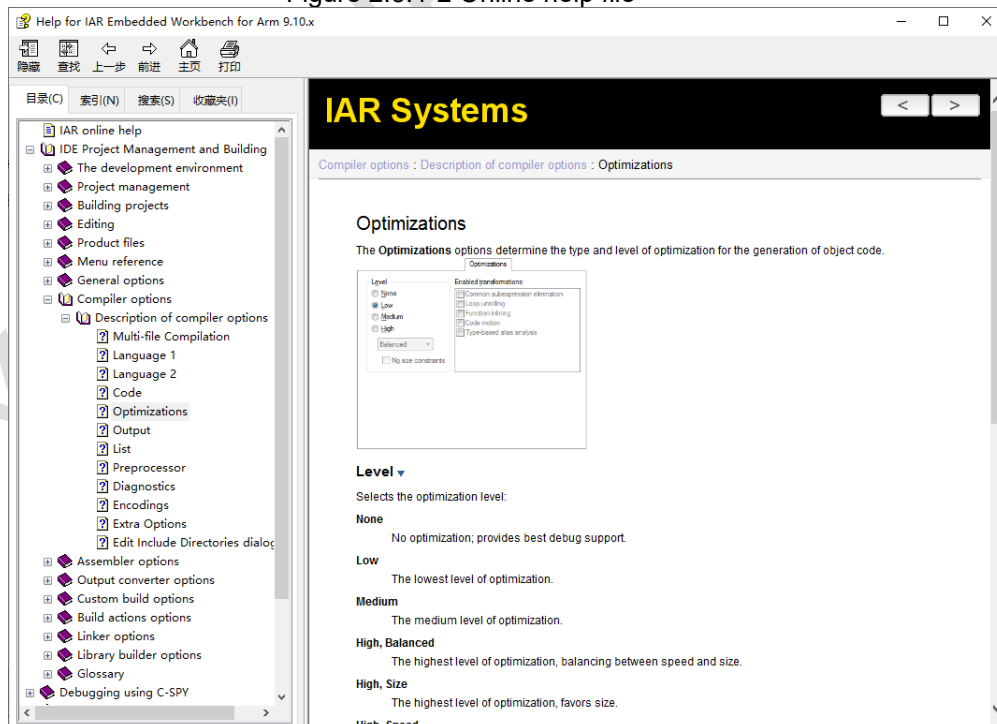 Figure 2.3.1-2 Online help file
Help for IAR Embedded Workbench for Arm 9.10.x
隐藏 查找 上一步 前进 主页 打印
目录(C) 索引(N) 搜索(S) 收藏夹(I)
IAR online help
IDE Project Management and Building
The development environment
Project management
Building projects
Editing
Product files
Menu reference
General options
Compiler options
Description of compiler options
Multi-file Compilation
Language 1
Language 2
Code
Optimizations
Output
List
Preprocessor
Diagnostics
Encodings
Extra Options
Edit Include Directories dialog
Assembler options
Output converter options
Custom build options
Build actions options
Linker options
Library builder options
Glossary
Debugging using C-SPY
IAR Systems
< >
Compiler options : Description of compiler options : Optimizations
Optimizations
The Optimizations options determine the type and level of optimization for the generation of object code.
Optimizations
Level
None
Low
Medium
High
Balanced
No size constraints
Enabled transformations:
Common subexpression elimination
Loop unrolling
Function inlining
Code motion
Type-based alias analysis
Level
Selects the optimization level:
None
No optimization; provides best debug support.
Low
The lowest level of optimization.
Medium
The medium level of optimization.
High, Balanced
The highest level of optimization, balancing between speed and size.
High, Size
The highest level of optimization, favors size.
High, Speed